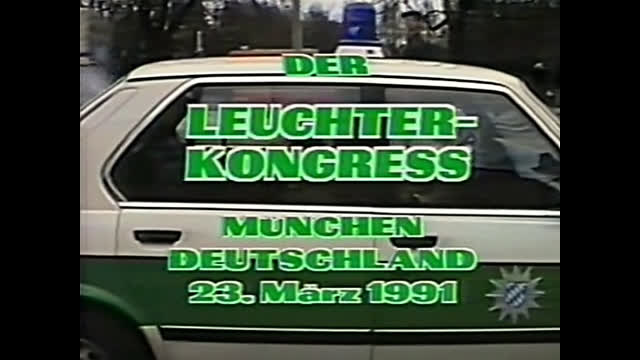 DER
LEUCHTER-
KONGRESS
MÜNCHEN
DEUTSCHLAND
23. März 1991